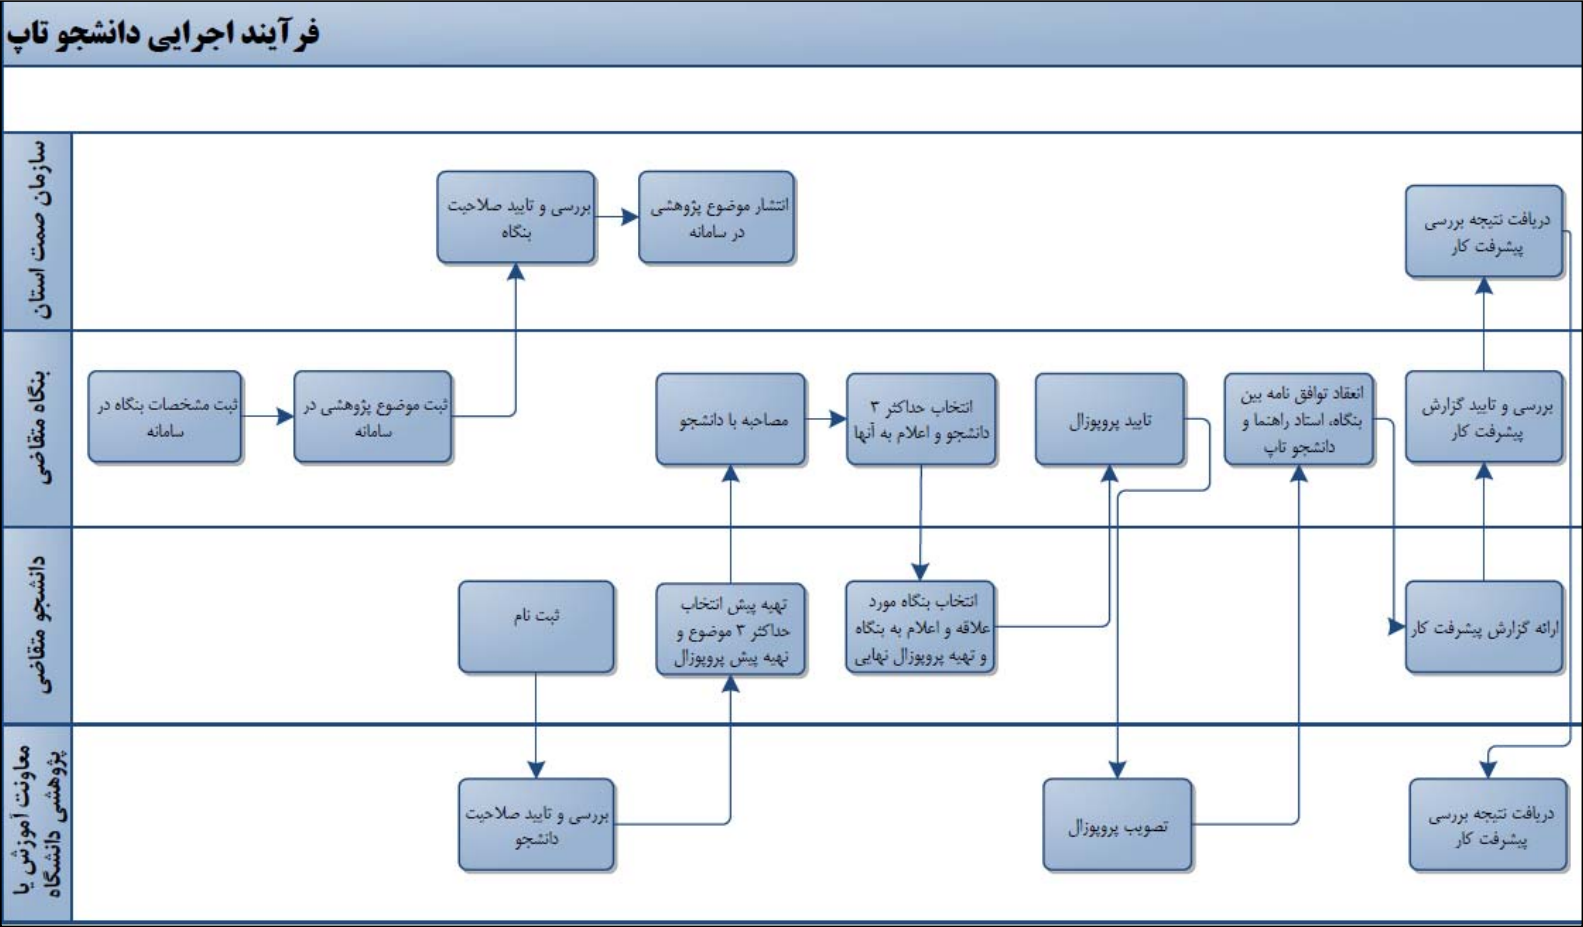 فرآیند اجرایی دانشجو تاپ
سازمان صمت استان
بررسی و تایید صلاحیت
بنگاه
انتشار موضوع پژوهشی
در سامانه
دریافت نتیجه بررسی
پیشرفت کار
بنگاه متقاضی
ثبت مشخصات بنگاه در
سامانه
ثبت موضوع پژوهشی در
سامانه
مصاحبه با دانشجو
انتخاب حداکثر ۳
دانشجو و اعلام به آنها
تایید پروپوزال
انعقاد توافق نامه بین
بنگاه، استاد راهنما و
دانشجو تاپ
بررسی و تایید گزارش
پیشرفت کار
دانشجو متقاضی
ثبت نام
تهیه پیش انتخاب
حداکثر ۳ موضوع و
تهیه پیش پروپوزال
انتخاب بنگاه مورد
علاقه و اعلام به بنگاه
و تهیه پروپوزال نهایی
ارائه گزارش پیشرفت کار
معاونت آموزش یا
پژوهشی دانشگاه
بررسی و تایید صلاحیت
دانشجو
تصویب پروپوزال
دریافت نتیجه بررسی
پیشرفت کار